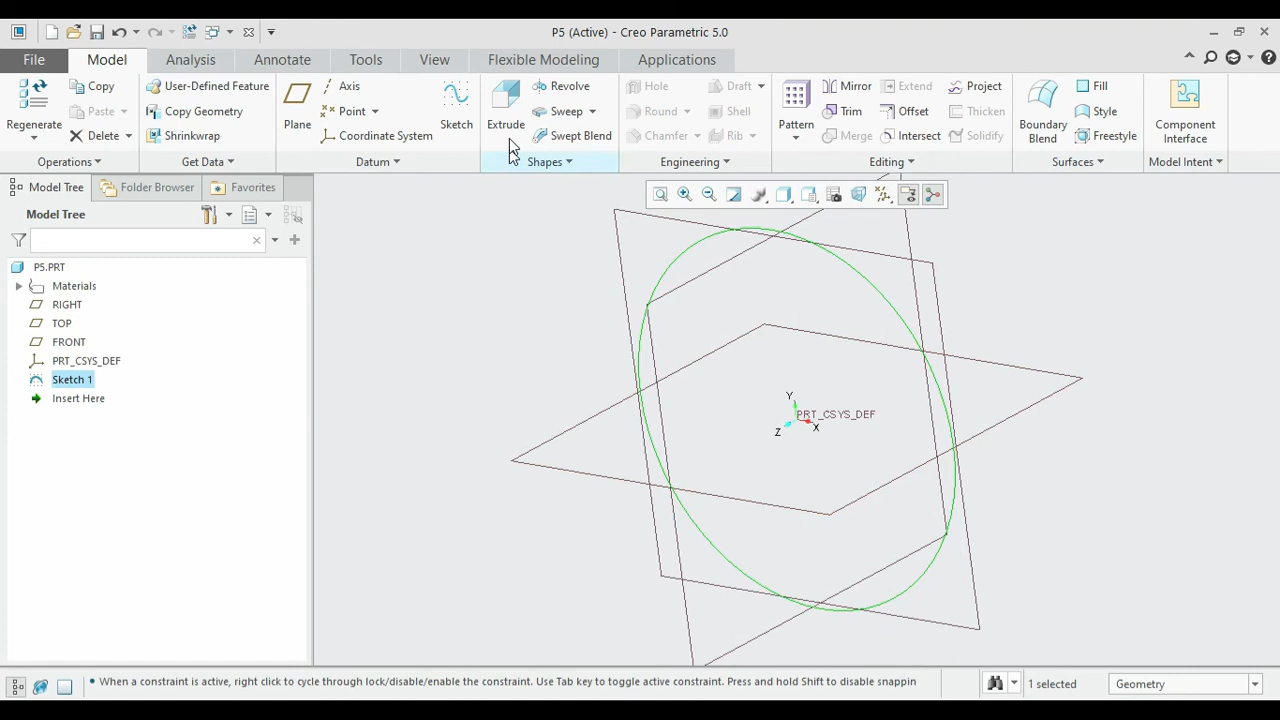 P5 (Active) - Creo Parametric 5.0
File Model Analysis Annotate Tools View Flexible Modeling Applications
Regenerate
Copy
Paste
Delete
Operations
User-Defined Feature
Copy Geometry
Shrinkwrap
Get Data
Plane
Axis
Point
Coordinate System
Sketch
Datum
Extrude
Revolve
Sweep
Swept Blend
Shapes
Hole
Round
Chamfer
Draft
Shell
Rib
Engineering
Pattern
Mirror
Trim
Merge
Extend
Offset
Intersect
Project
Thicken
Solidify
Editing
Boundary
Blend
Fill
Style
Freestyle
Surfaces
Component
Interface
Model Intent
Model Tree Folder Browser Favorites
Model Tree
P5.PRT
Materials
RIGHT
TOP
FRONT
PRT_CSYS_DEF
Sketch 1
Insert Here
Y
PRT_CSYS_DEF
Z
X
When a constraint is active, right click to cycle through lock/disable/enable the constraint. Use Tab key to toggle active constraint. Press and hold Shift to disable snappin
1 selected
Geometry